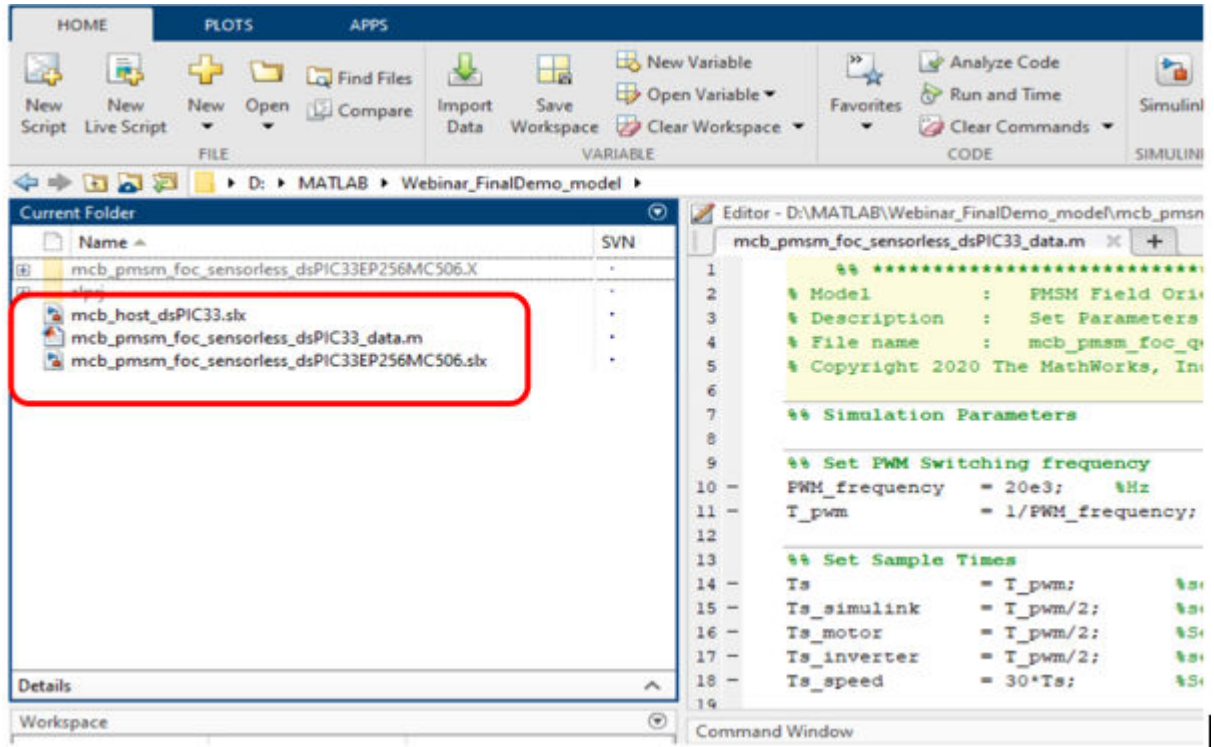 HOME PLOTS APPS
New Script
New Live Script
New
Open
Find Files
Compare
FILE
Import Data
Save Workspace
New Variable
Open Variable
Clear Workspace
VARIABLE
Favorites
Analyze Code
Run and Time
Clear Commands
CODE
Simulin
SIMULIN
D: MATLAB Webinar_FinalDemo_model
Current Folder
Name SVN
mcb_pmsm_foc_sensorless_dsPIC33EP256MC506.X
slprj
mcb_host_dsPIC33.slx
mcb_pmsm_foc_sensorless_dsPIC33_data.m
mcb_pmsm_foc_sensorless_dsPIC33EP256MC506.slx
Details
Workspace
Editor - D:\MATLAB\Webinar_FinalDemo_model\mcb_pmsm
mcb_pmsm_foc_sensorless_dsPIC33_data.m
1 %% ****************************
2 % Model : PMSM Field Ori
3 % Description : Set Parameters
4 % File name : mcb_pmsm_foc_q
5 % Copyright 2020 The MathWorks, In
6
7 %% Simulation Parameters
8
9 %% Set PWM Switching frequency
10 - PWM_frequency = 20e3; %Hz
11 - T_pwm = 1/PWM_frequency;
12
13 %% Set Sample Times
14 - Ts = T_pwm; %s
15 - Ts_simulink = T_pwm/2; %s
16 - Ts_motor = T_pwm/2; %S
17 - Ts_inverter = T_pwm/2; %s
18 - Ts_speed = 30*Ts; %S
19
Command Window